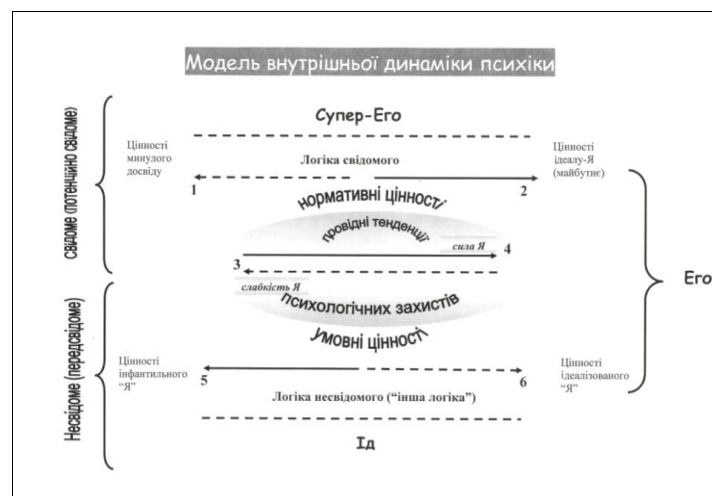 Модель внутрішньої динаміки психіки
Супер-Его
свідоме (потенчійно свідоме)
Цінності
минулого
досвіду
Логіка свідомого
Цінності
ідеалу-Я
(майбутнє)
1
2
нормативні цінності
провідні тенденції
сила Я
3
4
Его
слабкість Я
психологічних захистів
Умовні цінності
Несвідоме (передсвідоме)
Цінності
інфантильного
“Я”
5
6
Цінності
ідеалізованого
“Я”
Логіка несвідомого (“інша логіка”)
Ід